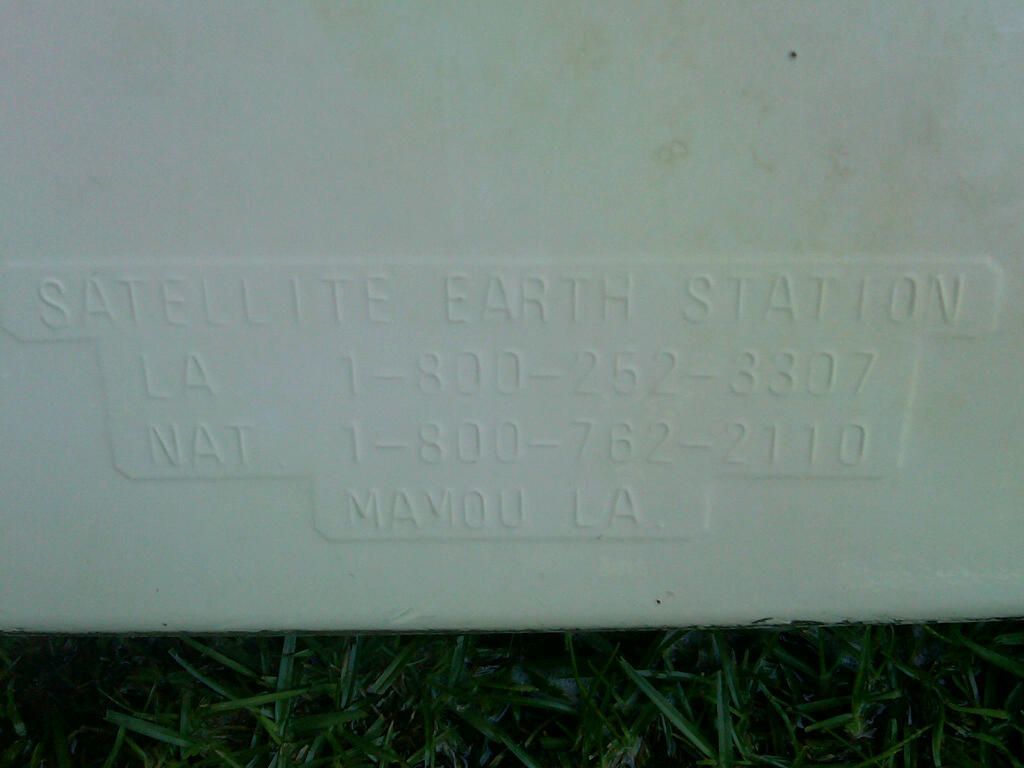 SATELLITE EARTH STATION
LA. 1-800-252-3307
NAT. 1-800-762-2110
MAMOU LA.